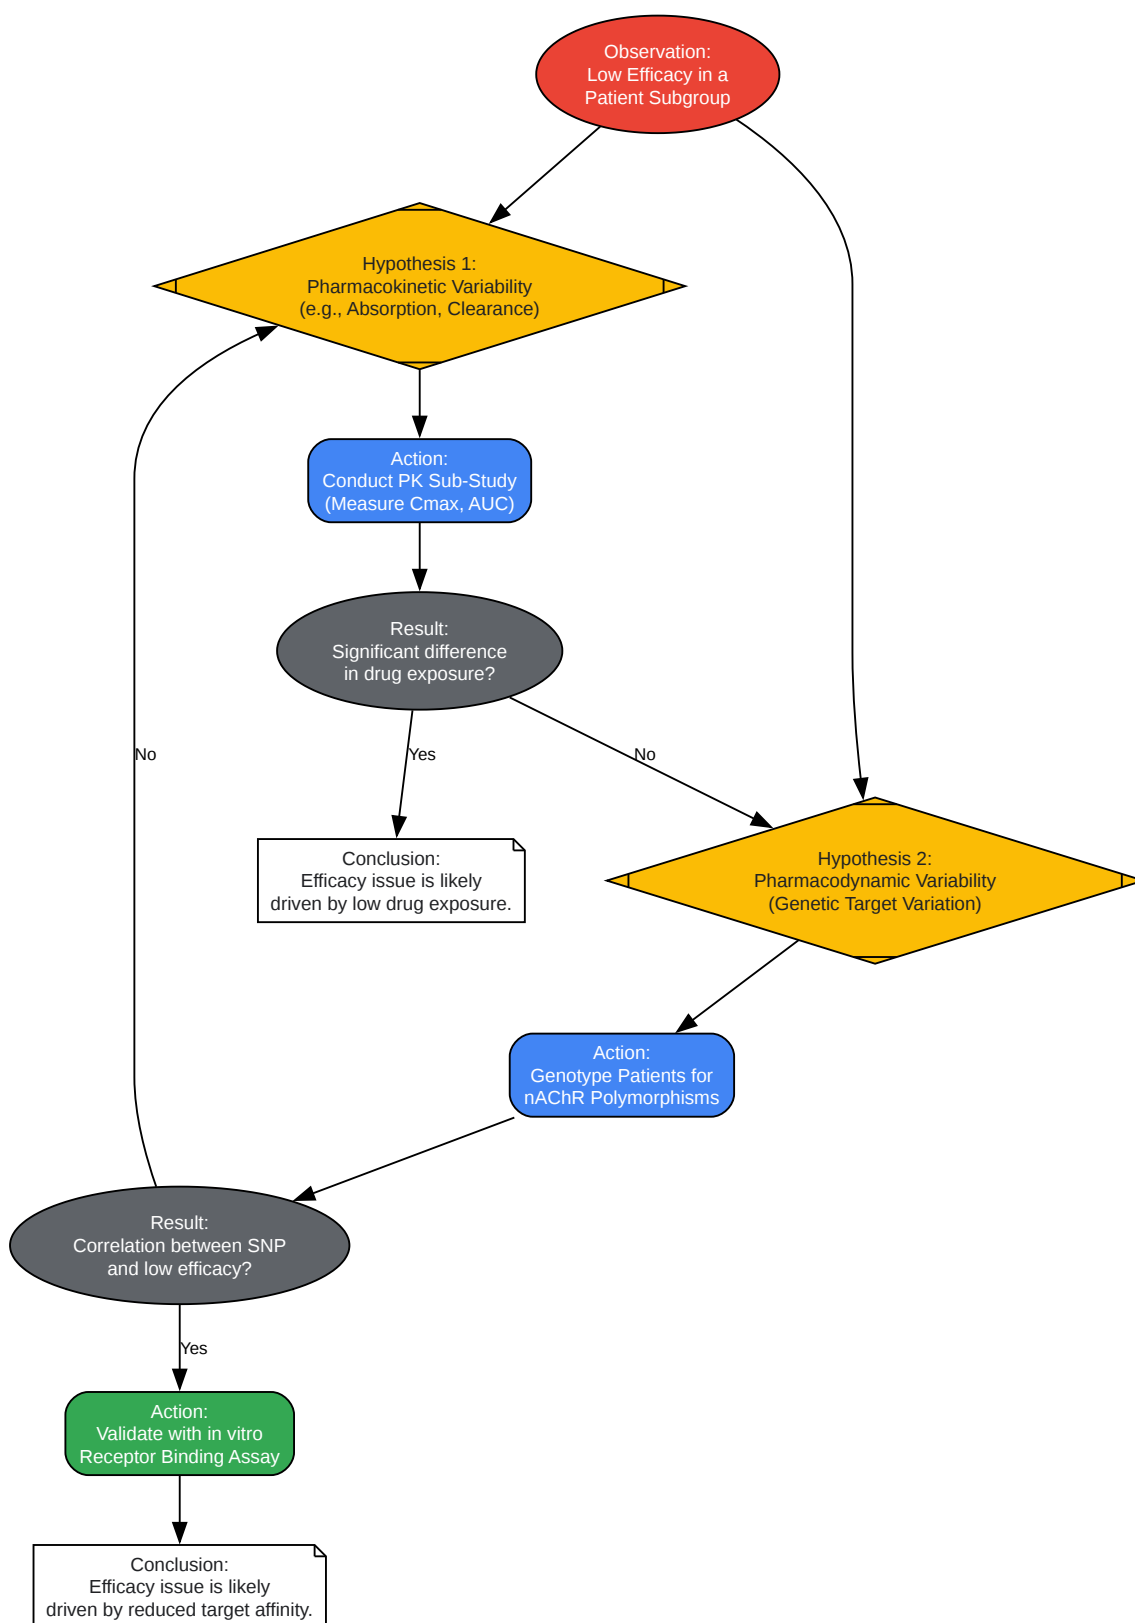 Observation:
Low Efficacy in a
Patient Subgroup
Hypothesis 1:
Pharmacokinetic Variability
(e.g., Absorption, Clearance)
Action:
Conduct PK Sub-Study
(Measure Cmax, AUC)
Result:
Significant difference
in drug exposure?
No
Yes
No
Conclusion:
Efficacy issue is likely
driven by low drug exposure.
Hypothesis 2:
Pharmacodynamic Variability
(Genetic Target Variation)
Action:
Genotype Patients for
nAChR Polymorphisms
Result:
Correlation between SNP
and low efficacy?
Yes
Action:
Validate with in vitro
Receptor Binding Assay
Conclusion:
Efficacy issue is likely
driven by reduced target affinity.